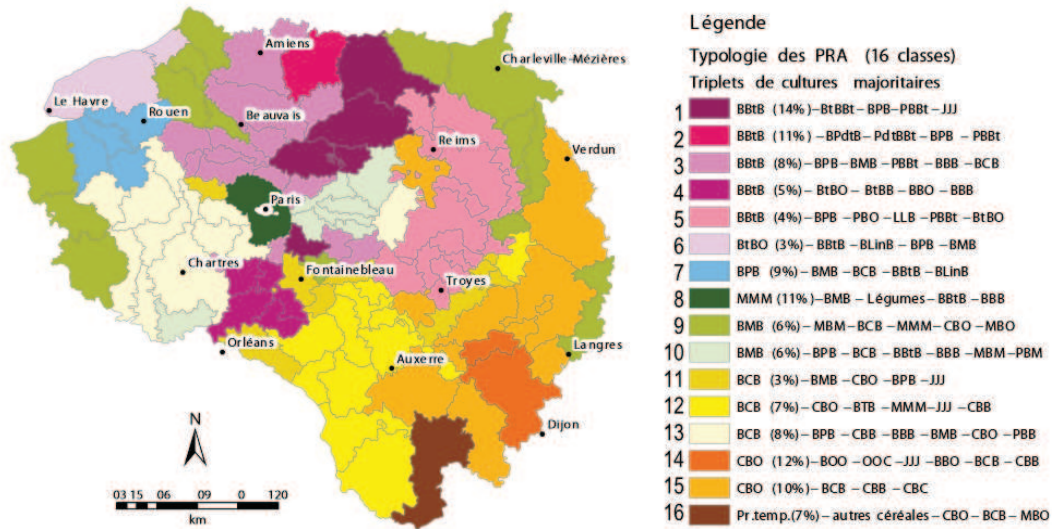 Légende
Typologie des PRA (16 classes)
Triplets de cultures majoritaires
1 BBtB (14%) –BtBBt –BPB –PBBt –JJJ
2 BBtB (11%) –BPdtB– PdtBBt –BPB – PBBt
3 BBtB (8%) –BPB –BMB –PBBt –BBB –BCB
4 BBtB (5%) –BtBO –BtBB –BBO –BBB
5 BBtB (4%) –BPB –PBO –LLB –PBBt –BtBO
6 BtBO (3%) –BBtB –BLinB –BPB –BMB
7 BPB (9%) –BMB –BCB –BBtB –BLinB
8 MMM (11%) –BMB – Légumes –BBtB –BBB
9 BMB (6%) –MBM –BCB –MMM –CBO –MBO
10 BMB (6%) –BPB –BCB –BBtB –BBB –MBM –PBM
11 BCB (3%) –BMB –CBO –BPB –JJJ
12 BCB (7%) –CBO –BTB –MMM –JJJ –CBB
13 BCB (8%) –BPB –CBB –BBB –BMB –CBO –PBB
14 CBO (12%) –BOO –OOC –JJJ –BBO –BCB –CBB
15 CBO (10%) –BCB –CBB –CBC
16 Pr.temp.(7%) – autres céréales –CBO –BCB –MBO
Amiens
Charleville-Mézières
Le Havre
Rouen
Beauvais
Reims
Verdun
Paris
Chartres
Fontainebleau
Troyes
Orléans
Auxerre
Langres
Dijon
N
03 15 06 09 0 120
km